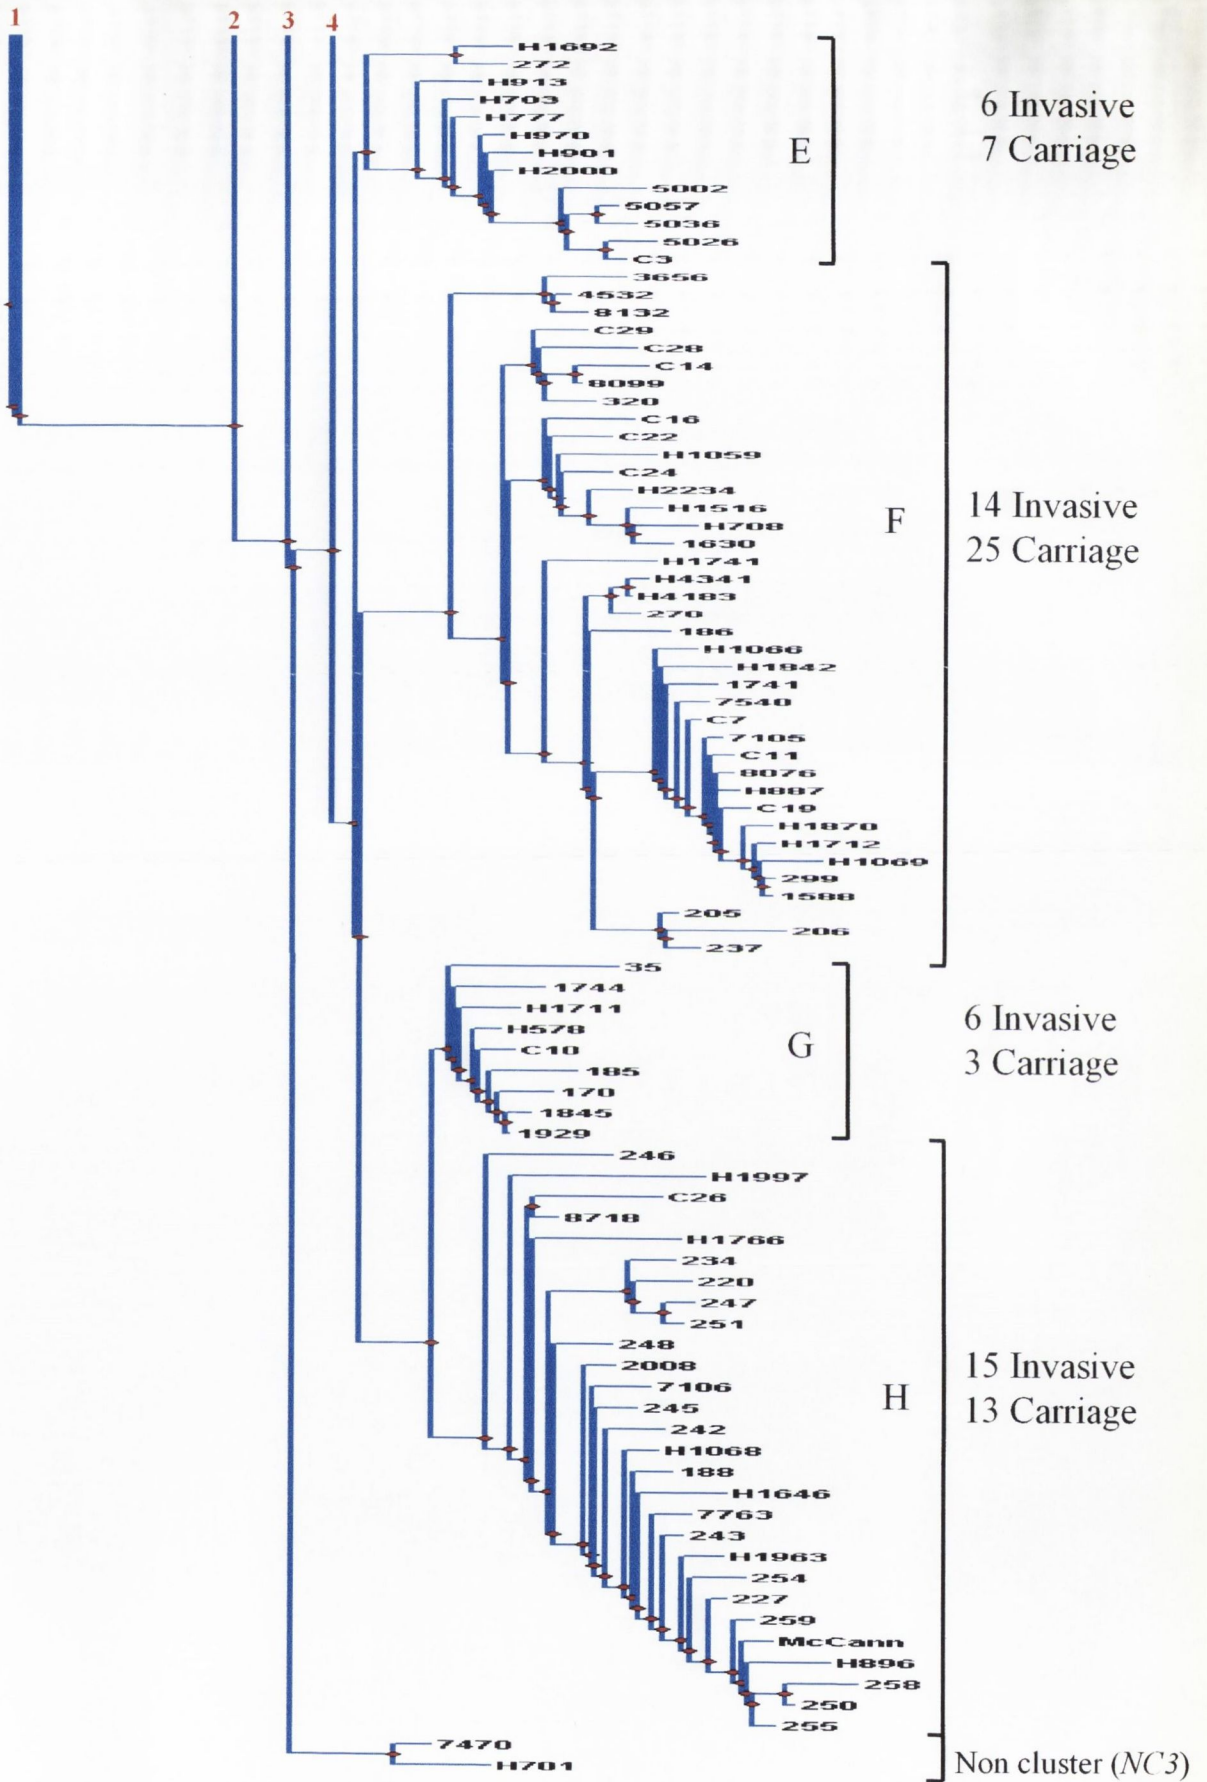 1 2 3 4
H1692
272
H913
H703
H777
H970
H901
H2000
5002
5057
5036
5026
C3
E
6 Invasive
7 Carriage
3656
4532
8132
C29
C28
C14
8099
320
C16
C22
H1059
C24
H2234
H1516
H708
1630
H1741
H4341
H4183
270
186
H1066
H1842
1741
7540
C7
7105
C11
8076
H887
C19
H1870
H1712
H1069
299
1588
205
206
237
F
14 Invasive
25 Carriage
35
1744
H1711
H578
C10
185
170
1845
1929
G
6 Invasive
3 Carriage
246
H1997
C26
8718
H1766
234
220
247
251
248
2008
7106
245
242
H1068
188
H1646
7763
243
H1963
254
227
259
McCann
H896
258
250
255
H
15 Invasive
13 Carriage
7470
H701
Non cluster (NC3)